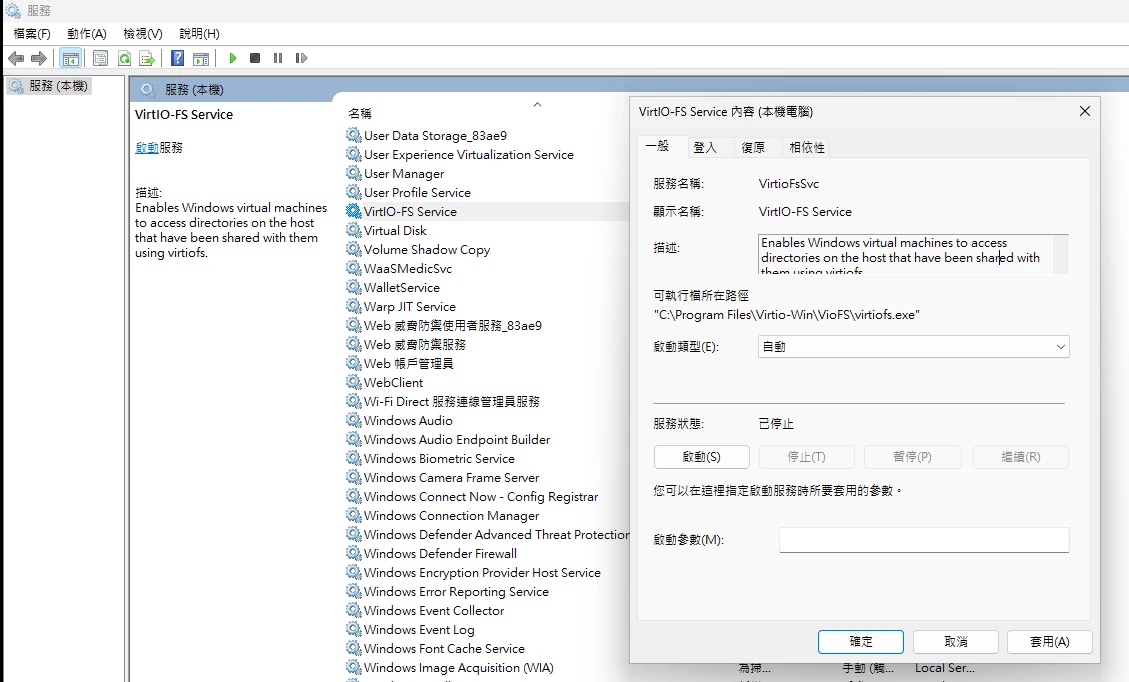 服務
檔案(F) 動作(A) 檢視(V) 說明(H)
服務 (本機)
服務 (本機)
VirtIO-FS Service
啟動服務
描述:
Enables Windows virtual machines
to access directories on the host
that have been shared with them
using virtiofs.
名稱
User Data Storage_83ae9
User Experience Virtualization Service
User Manager
User Profile Service
VirtIO-FS Service
Virtual Disk
Volume Shadow Copy
WaaSMedicSvc
WalletService
Warp JIT Service
Web 威脅防禦使用者服務_83ae9
Web 威脅防禦服務
Web 帳戶管理員
WebClient
Wi-Fi Direct 服務連線管理員服務
Windows Audio
Windows Audio Endpoint Builder
Windows Biometric Service
Windows Camera Frame Server
Windows Connect Now - Config Registrar
Windows Connection Manager
Windows Defender Advanced Threat Protection
Windows Defender Firewall
Windows Encryption Provider Host Service
Windows Error Reporting Service
Windows Event Collector
Windows Event Log
Windows Font Cache Service
Windows Image Acquisition (WIA)
為掃... 手動 (觸... Local Ser...
VirtIO-FS Service 內容 (本機電腦)
一般 登入 復原 相依性
服務名稱: VirtioFsSvc
顯示名稱: VirtIO-FS Service
描述:
Enables Windows virtual machines to access
directories on the host that have been shared with
them using virtiofs.
可執行檔所在路徑
"C:\Program Files\Virtio-Win\VioFS\virtiofs.exe"
啟動類型(E): 自動
服務狀態: 已停止
啟動(S) 停止(T) 暫停(P) 繼續(R)
您可以在這裡指定啟動服務時所要套用的參數。
啟動參數(M):
確定 取消 套用(A)